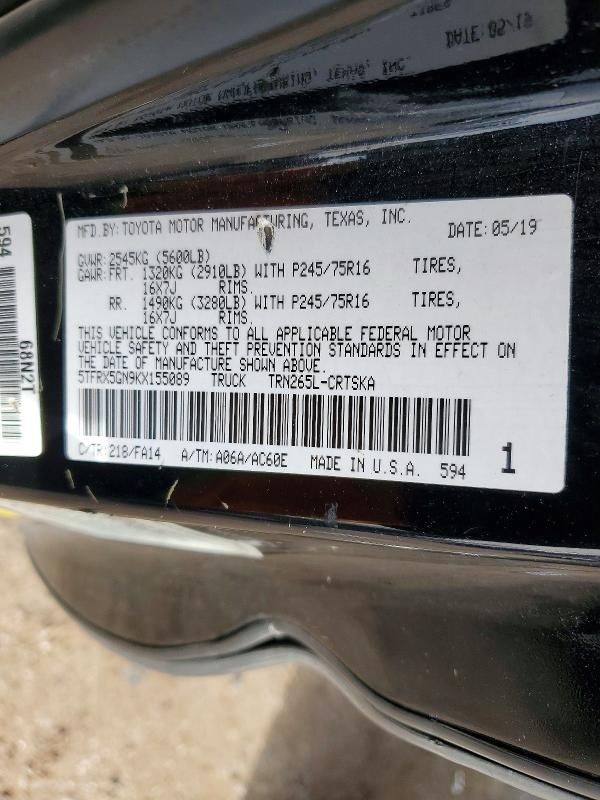 MFD.BY:TOYOTA MOTOR MANUFACTURING, TEXAS, INC. DATE:05/19
GVWR:2545KG (5600LB)
GAWR:FRT. 1320KG (2910LB) WITH P245/75R16 TIRES,
16X7J RIMS.
RR. 1490KG (3280LB) WITH P245/75R16 TIRES,
16X7J RIMS.
THIS VEHICLE CONFORMS TO ALL APPLICABLE FEDERAL MOTOR
VEHICLE SAFETY AND THEFT PREVENTION STANDARDS IN EFFECT ON
THE DATE OF MANUFACTURE SHOWN ABOVE.
5TFRX5GN9KX155089 TRUCK TRN265L-CRTSKA
C/TR:218/FA14 A/TM:A06A/AC60E MADE IN U.S.A. 594 1
594
68N2T